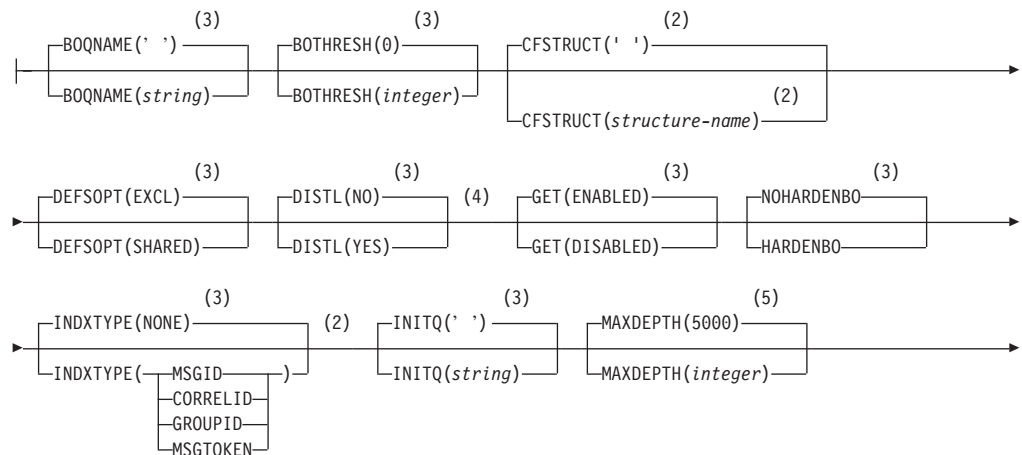 (3) (3) (2)
BOQNAME(’ ’) BOTHRESH(0) CFSTRUCT(' ')
BOQNAME(string) BOTHRESH(integer) (2)
CFSTRUCT(structure-name)
(3) (3) (3) (3)
DEFSOPT(EXCL) DISTL(NO) (4) GET(ENABLED) NOHARDENBO
DEFSOPT(SHARED) DISTL(YES) GET(DISABLED) HARDENBO
(3) (3) (5)
INDXTYPE(NONE) (2) INITQ(’ ’) MAXDEPTH(5000)
INDXTYPE( MSGID ) INITQ(string) MAXDEPTH(integer)
CORRELID
GROUPID
MSGTOKEN